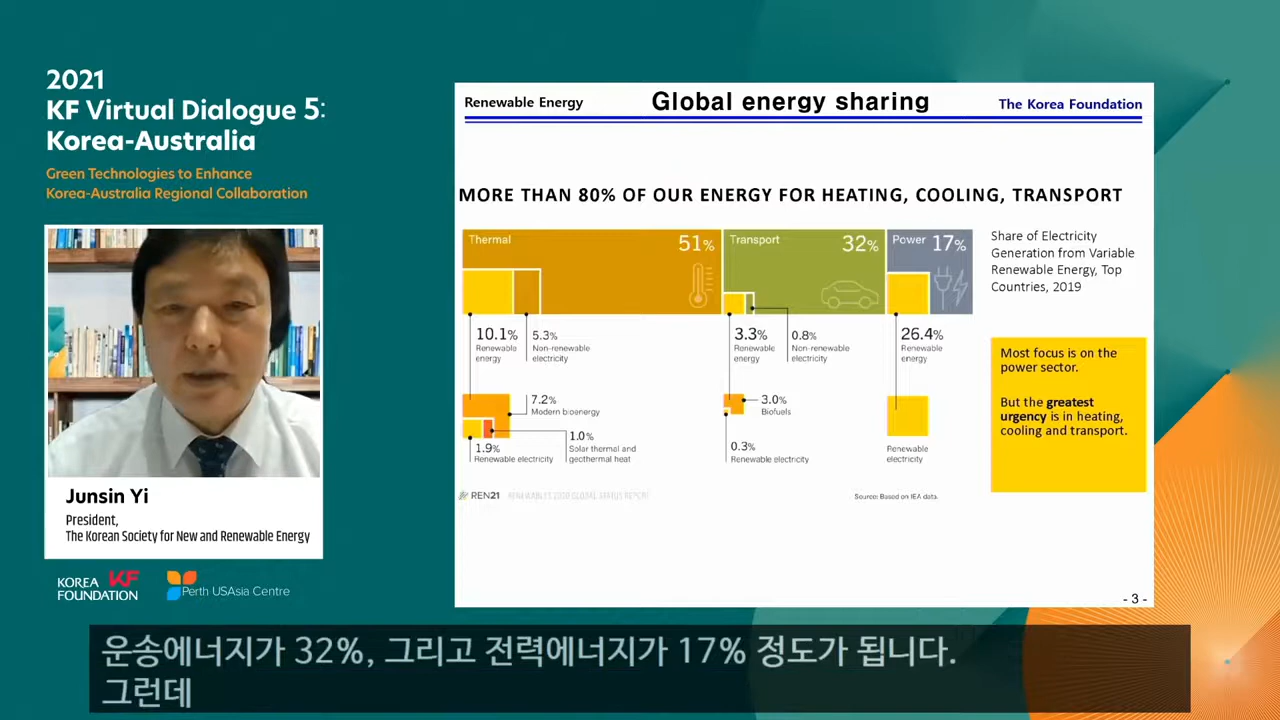 2021
KF Virtual Dialogue 5:
Korea-Australia
Green Technologies to Enhance
Korea-Australia Regional Collaboration
Junsin Yi
President,
The Korean Society for New and Renewable Energy
KOREA KF
FOUNDATION
Perth USAsia Centre
Renewable Energy
Global energy sharing
The Korea Foundation
MORE THAN 80% OF OUR ENERGY FOR HEATING, COOLING, TRANSPORT
Thermal 51%
Transport 32%
Power 17%
10.1%
Renewable
energy
5.3%
Non-renewable
electricity
3.3%
Renewable
energy
0.8%
Non-renewable
electricity
26.4%
Renewable
energy
7.2%
Modern bioenergy
1.0%
Solar thermal and
geothermal heat
1.9%
Renewable electricity
3.0%
Biofuels
0.3%
Renewable electricity
Renewable
electricity
REN21 RENEWABLES 2020 GLOBAL STATUS REPORT
Source: Based on IEA data.
Share of Electricity
Generation from Variable
Renewable Energy, Top
Countries, 2019
Most focus is on the
power sector.
But the greatest
urgency is in heating,
cooling and transport.
- 3 -
운송에너지가 32%, 그리고 전력에너지가 17% 정도가 됩니다.
그런데